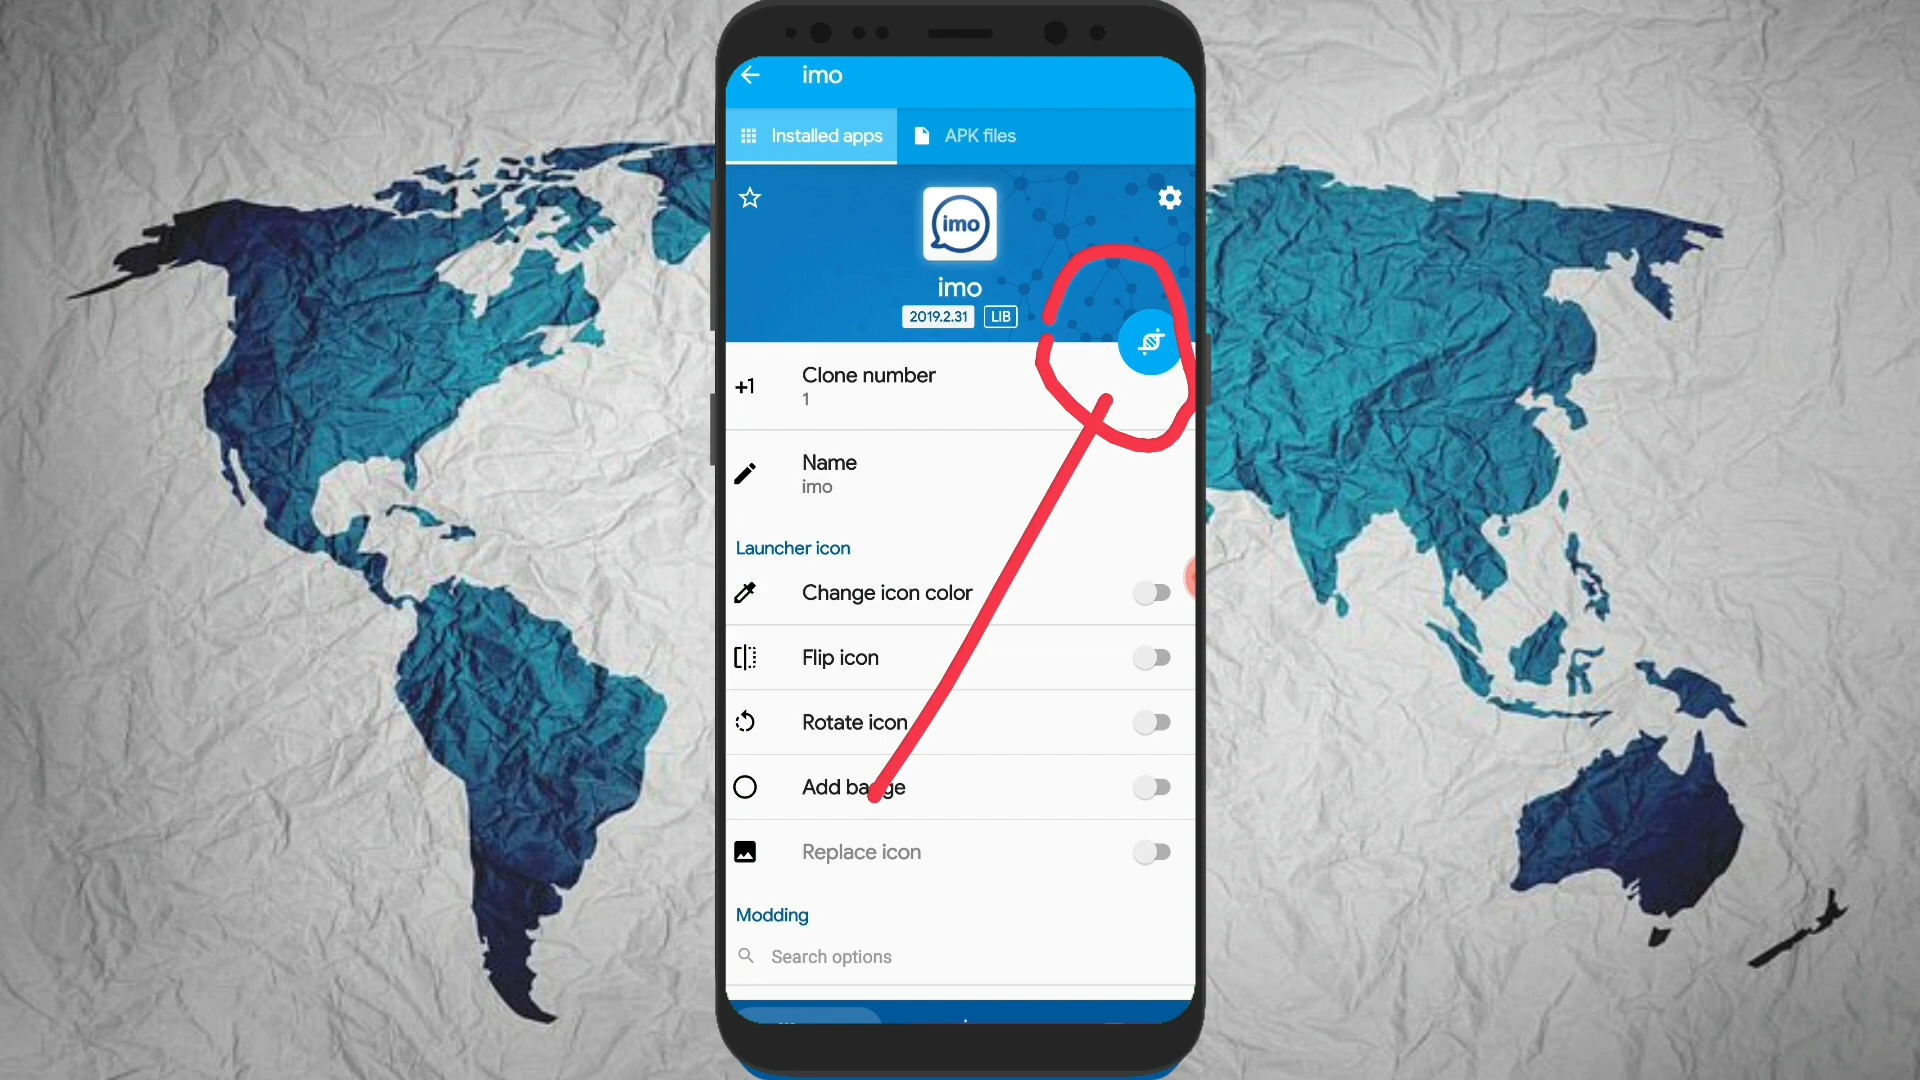 imo
Installed apps
APK files
imo
imo
2019.2.31 LIB
Clone number
+1
1
Name
imo
Launcher icon
Change icon color
Flip icon
Rotate icon
Add badge
Replace icon
Modding
Search options